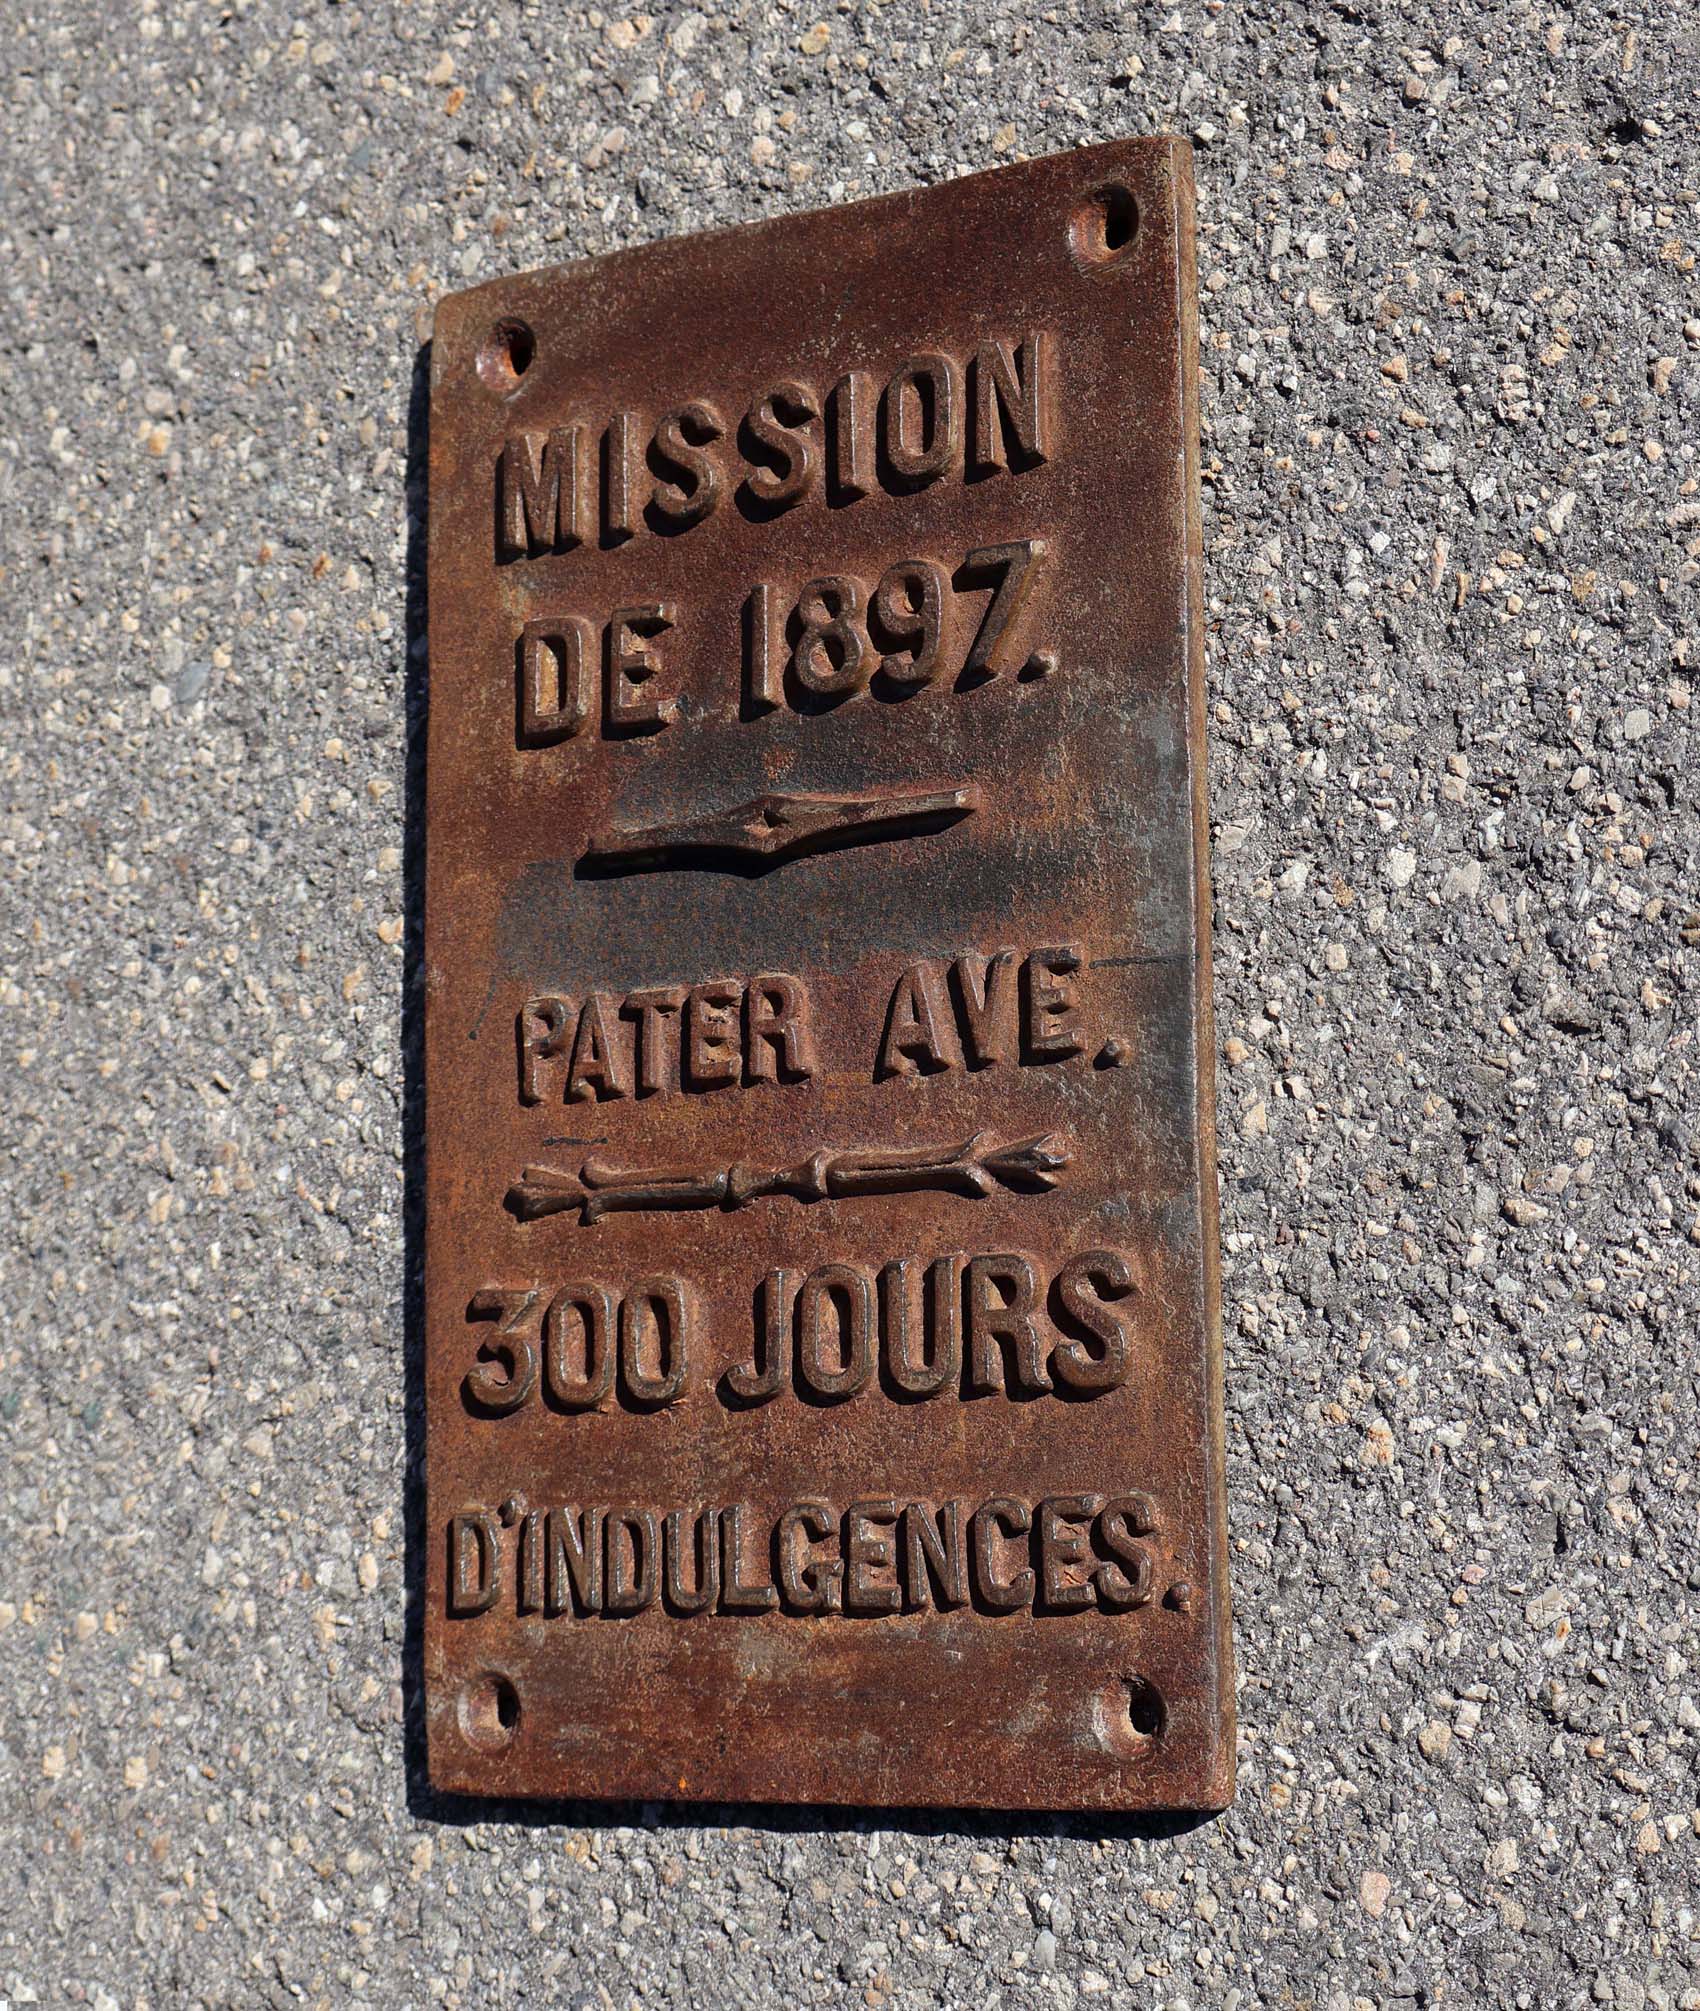 MISSION
DE 1897.
PATER AVE.
300 JOURS
D'INDULGENCES.